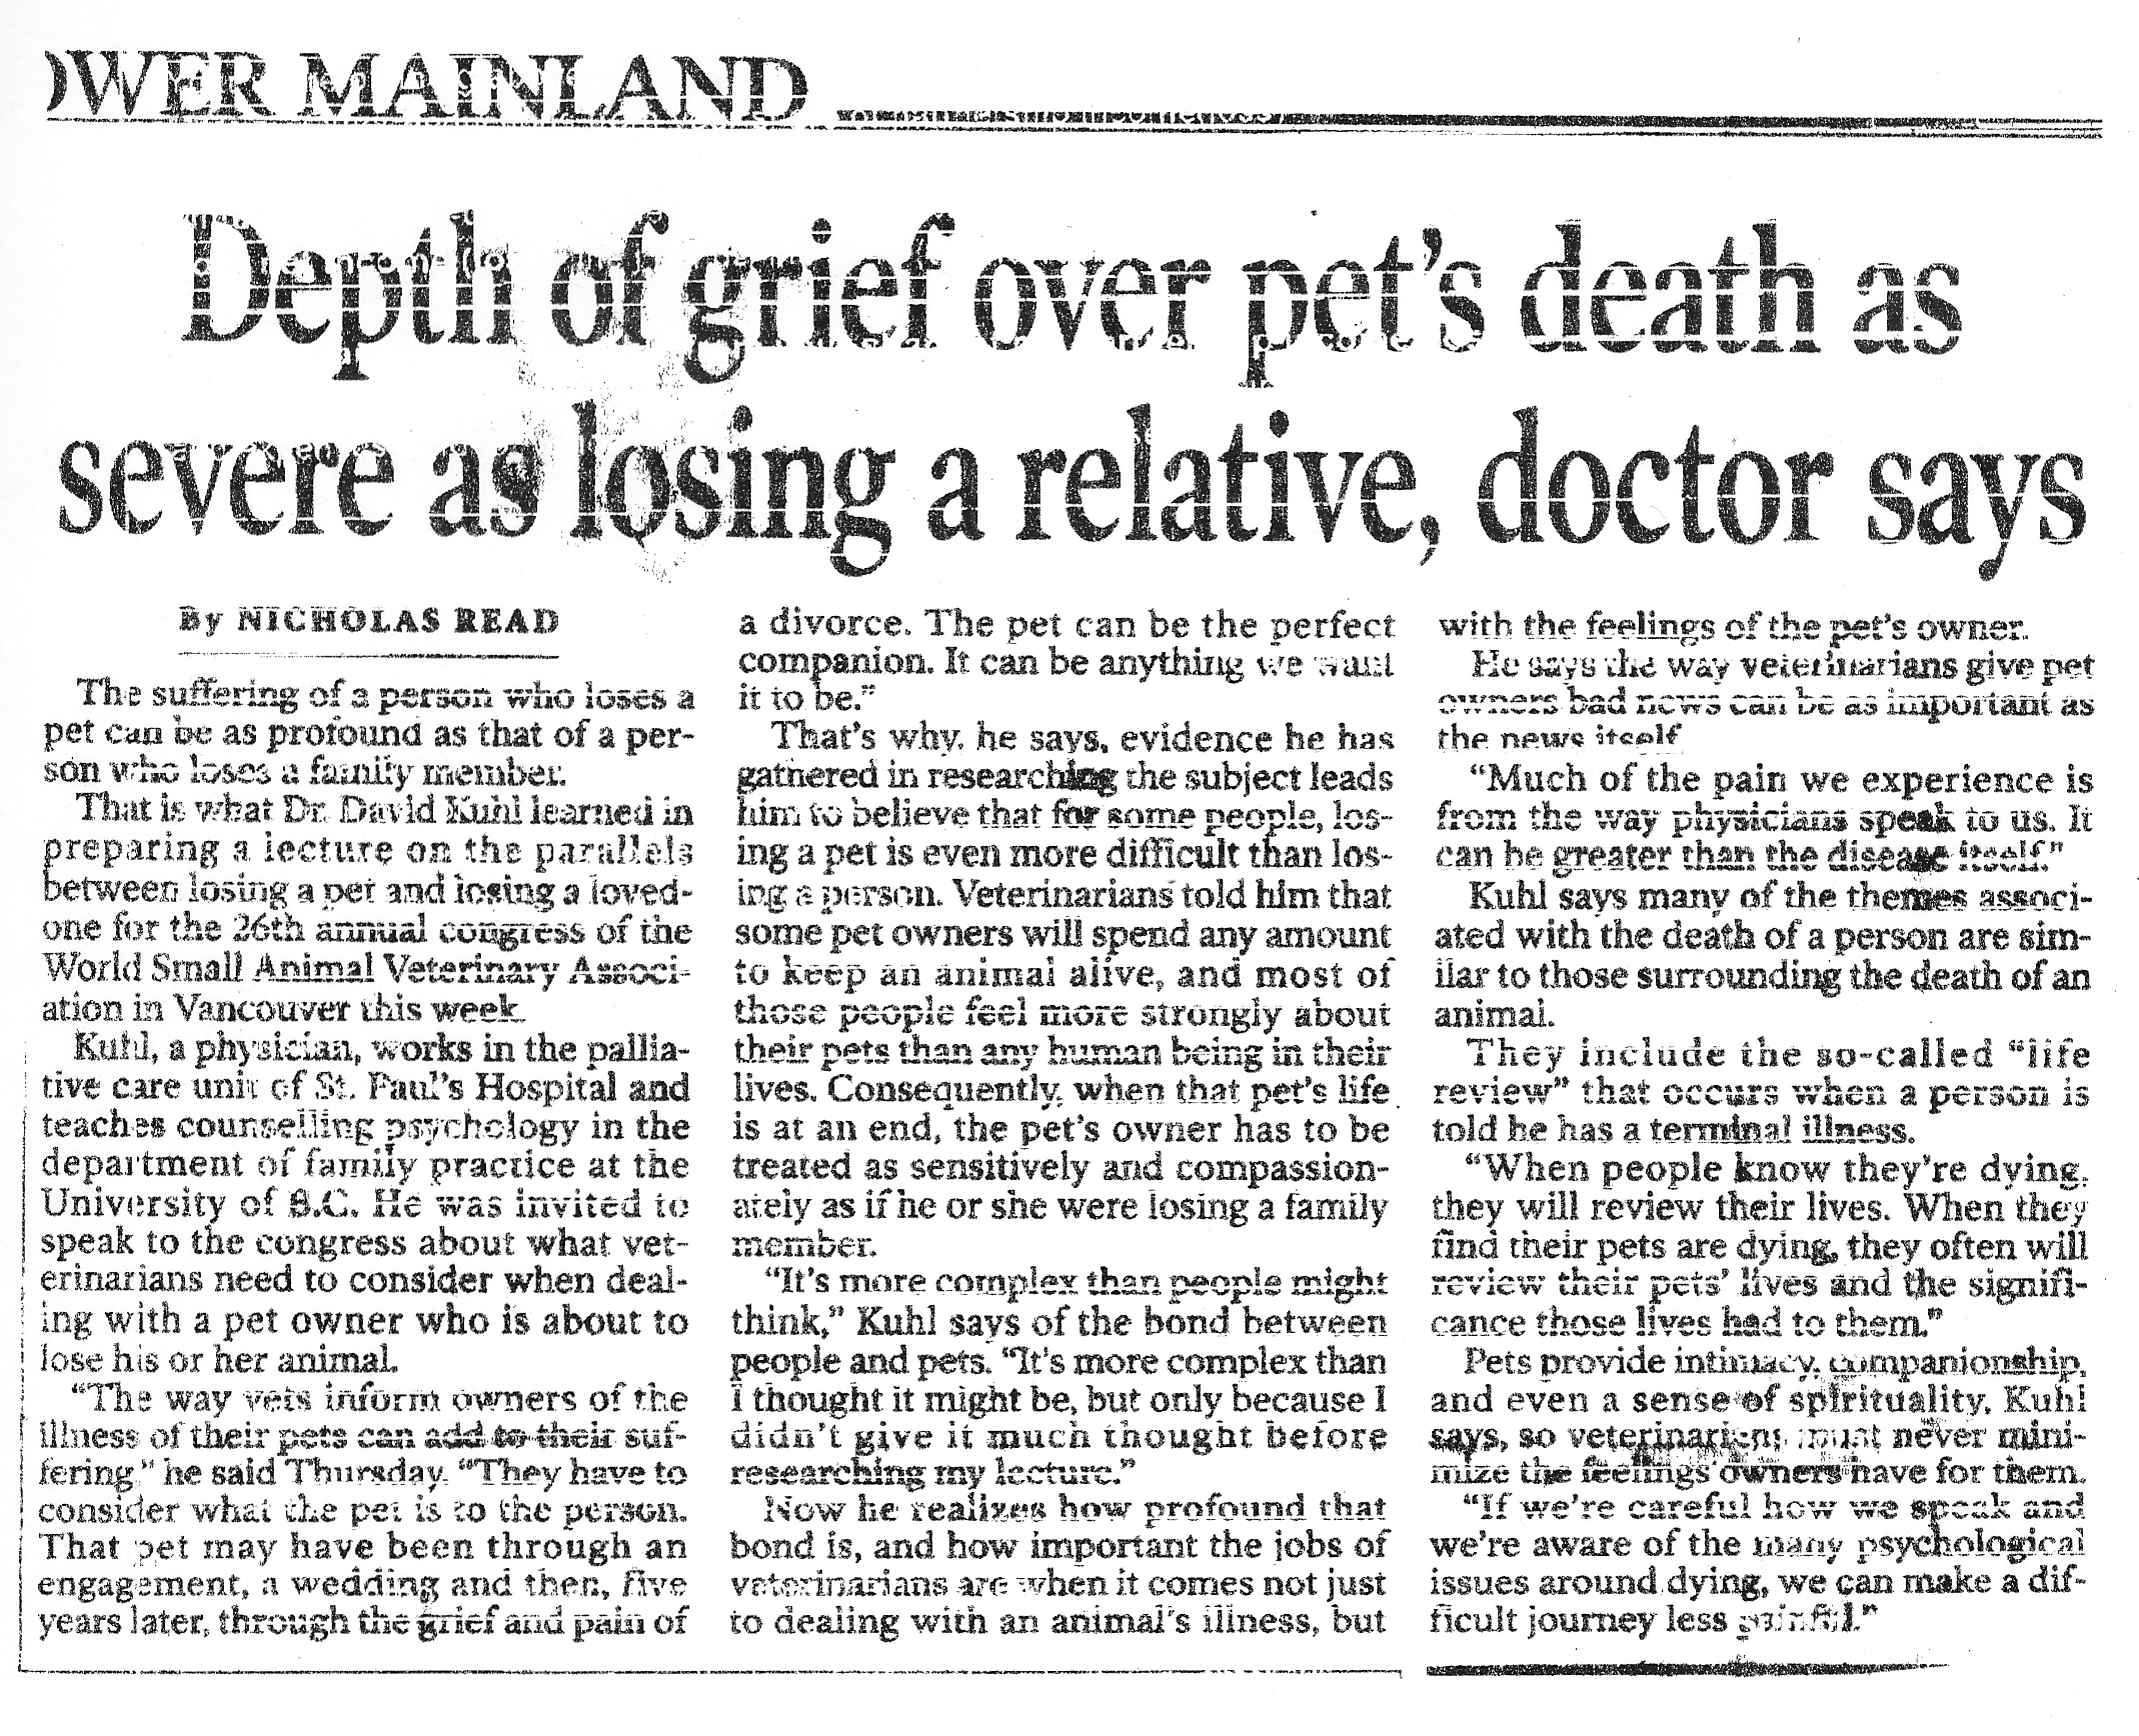 OWER MAINLAND
Depth of grief over pet's death as
severe as losing a relative, doctor says
By NICHOLAS READ
The suffering of a person who loses a
pet can be as profound as that of a per-
son who loses a family member.
That is what Dr. David Kuhl learned in
preparing a lecture on the parallels
between losing a pet and losing a loved-
one for the 26th annual congress of the
World Small Animal Veterinary Associ-
ation in Vancouver this week.
Kuhl, a physician, works in the pallia-
tive care unit of St. Paul's Hospital and
teaches counselling psychology in the
department of family practice at the
University of B.C. He was invited to
speak to the congress about what vet-
erinarians need to consider when deal-
ing with a pet owner who is about to
lose his or her animal.
“The way vets inform owners of the
illness of their pets can add to their suf-
fering,” he said Thursday. “They have to
consider what the pet is to the person.
That pet may have been through an
engagement, a wedding and then, five
years later, through the grief and pain of
a divorce. The pet can be the perfect
companion. It can be anything we want
it to be.”
That's why, he says, evidence he has
gathered in researching the subject leads
him to believe that for some people, los-
ing a pet is even more difficult than los-
ing a person. Veterinarians told him that
some pet owners will spend any amount
to keep an animal alive, and most of
those people feel more strongly about
their pets than any human being in their
lives. Consequently, when that pet's life
is at an end, the pet's owner has to be
treated as sensitively and compassion-
ately as if he or she were losing a family
member.
“It's more complex than people might
think,” Kuhl says of the bond between
people and pets. “It's more complex than
I thought it might be, but only because I
didn't give it much thought before
researching my lecture.”
Now he realizes how profound that
bond is, and how important the jobs of
veterinarians are when it comes not just
to dealing with an animal's illness, but
with the feelings of the pet's owner.
He says the way veterinarians give pet
owners bad news can be as important as
the news itself
“Much of the pain we experience is
from the way physicians speak to us. It
can be greater than the disease itself.”
Kuhl says many of the themes associ-
ated with the death of a person are sim-
ilar to those surrounding the death of an
animal.
They include the so-called “life
review” that occurs when a person is
told he has a terminal illness.
“When people know they're dying,
they will review their lives. When they
find their pets are dying, they often will
review their pets' lives and the signifi-
cance those lives had to them.”
Pets provide intimacy, companionship,
and even a sense of spirituality, Kuhl
says, so veterinarians must never mini-
mize the feelings owners have for them.
“If we're careful how we speak and
we're aware of the many psychological
issues around dying, we can make a dif-
ficult journey less painful.”